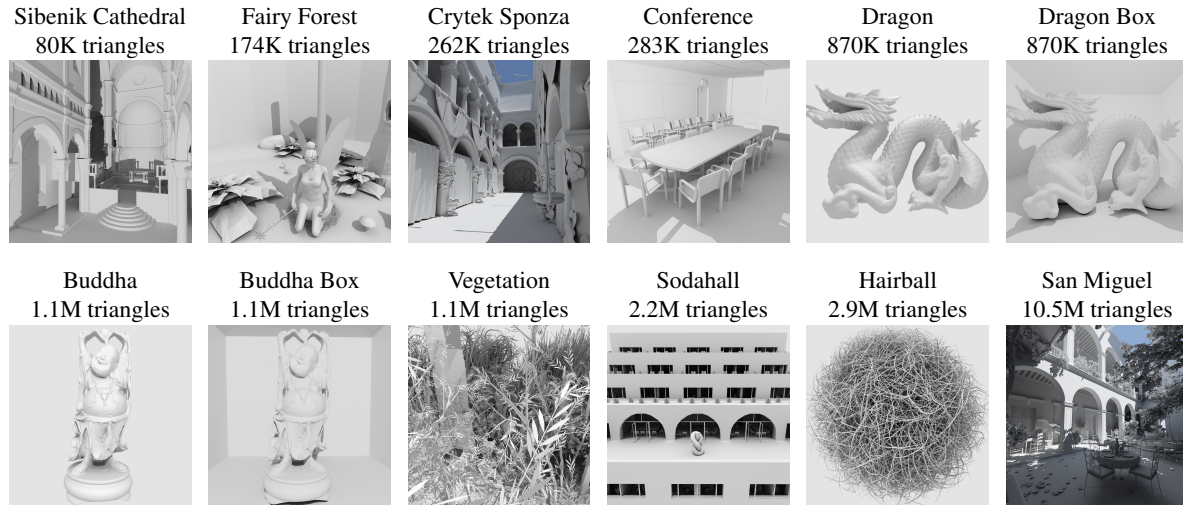 Sibenik Cathedral
80K triangles
Fairy Forest
174K triangles
Crytek Sponza
262K triangles
Conference
283K triangles
Dragon
870K triangles
Dragon Box
870K triangles
Buddha
1.1M triangles
Buddha Box
1.1M triangles
Vegetation
1.1M triangles
Sodahall
2.2M triangles
Hairball
2.9M triangles
San Miguel
10.5M triangles